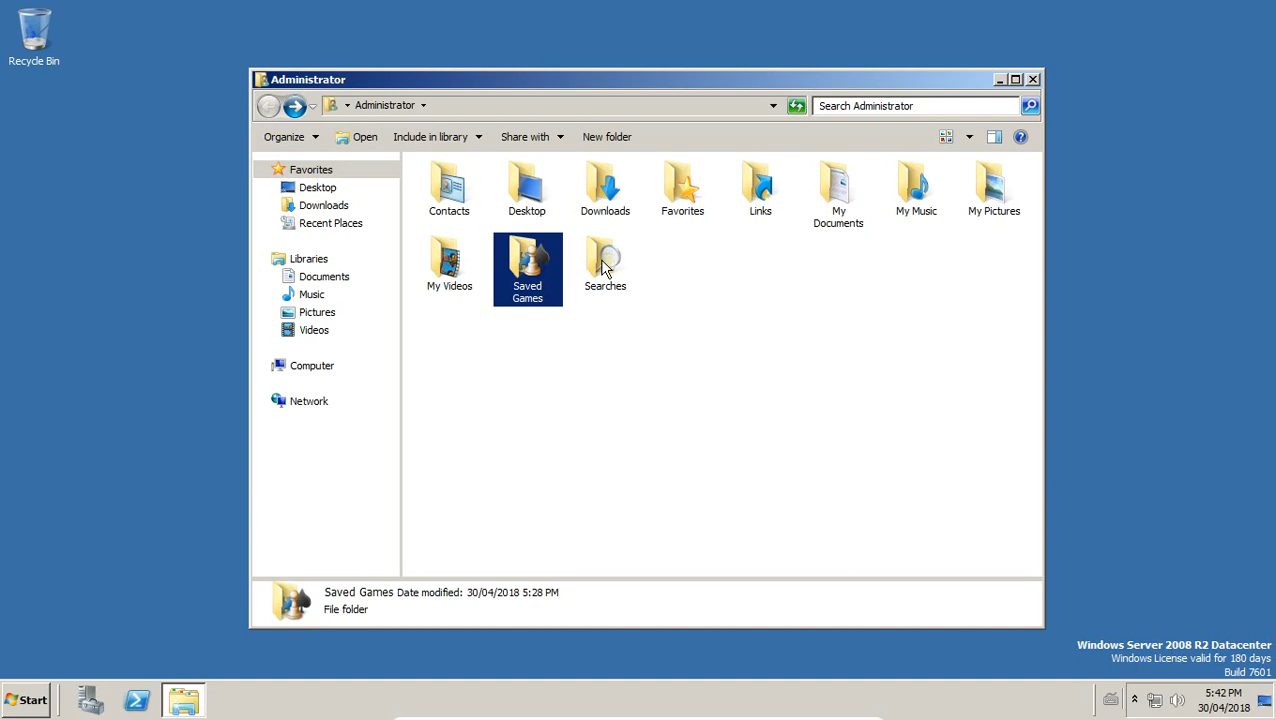 Recycle Bin
Administrator
Administrator
Search Administrator
Organize
Open
Include in library
Share with
New folder
Favorites
Desktop
Downloads
Recent Places
Libraries
Documents
Music
Pictures
Videos
Computer
Network
Contacts
Desktop
Downloads
Favorites
Links
My
Documents
My Music
My Pictures
My Videos
Saved
Games
Searches
Saved Games Date modified: 30/04/2018 5:28 PM
File folder
Windows Server 2008 R2 Datacenter
Windows License valid for 180 days
Build 7601
Start
5:42 PM
30/04/2018